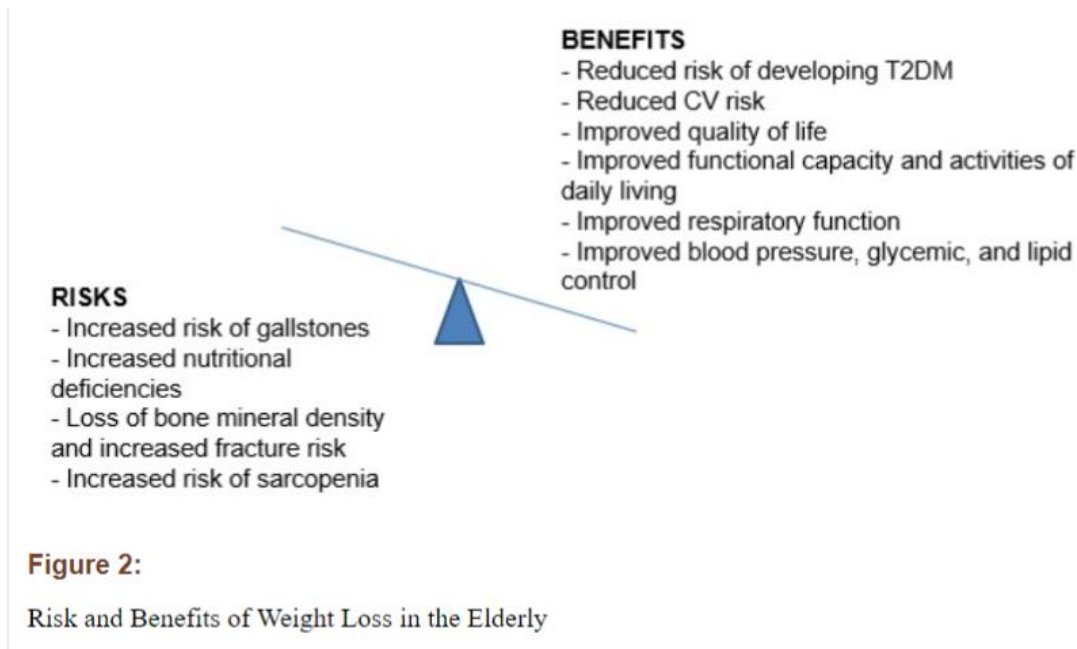 BENEFITS
- Reduced risk of developing T2DM
- Reduced CV risk
- Improved quality of life
- Improved functional capacity and activities of
daily living
- Improved respiratory function
- Improved blood pressure, glycemic, and lipid
control
RISKS
- Increased risk of gallstones
- Increased nutritional
deficiencies
- Loss of bone mineral density
and increased fracture risk
- Increased risk of sarcopenia
Figure 2:
Risk and Benefits of Weight Loss in the Elderly